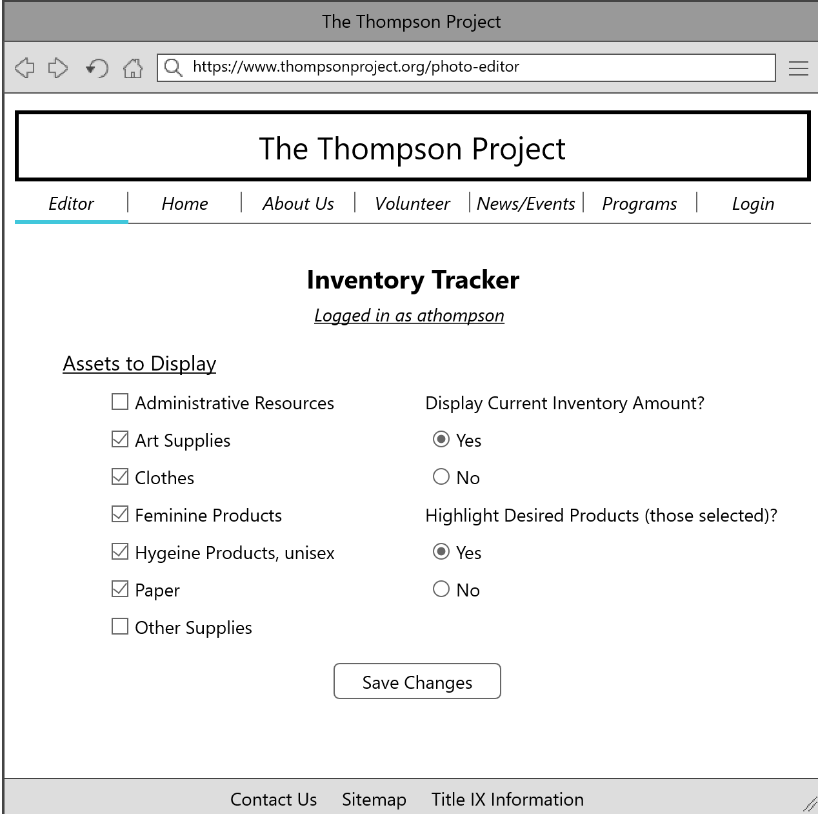 The Thompson Project
https://www.thompsonproject.org/photo-editor
The Thompson Project
Editor Home About Us Volunteer News/Events Programs Login
Inventory Tracker
Logged in as athompson
Assets to Display
Administrative Resources Display Current Inventory Amount?
Art Supplies Yes
Clothes No
Feminine Products Highlight Desired Products (those selected)?
Hygeine Products, unisex Yes
Paper No
Other Supplies
Save Changes
Contact Us Sitemap Title IX Information